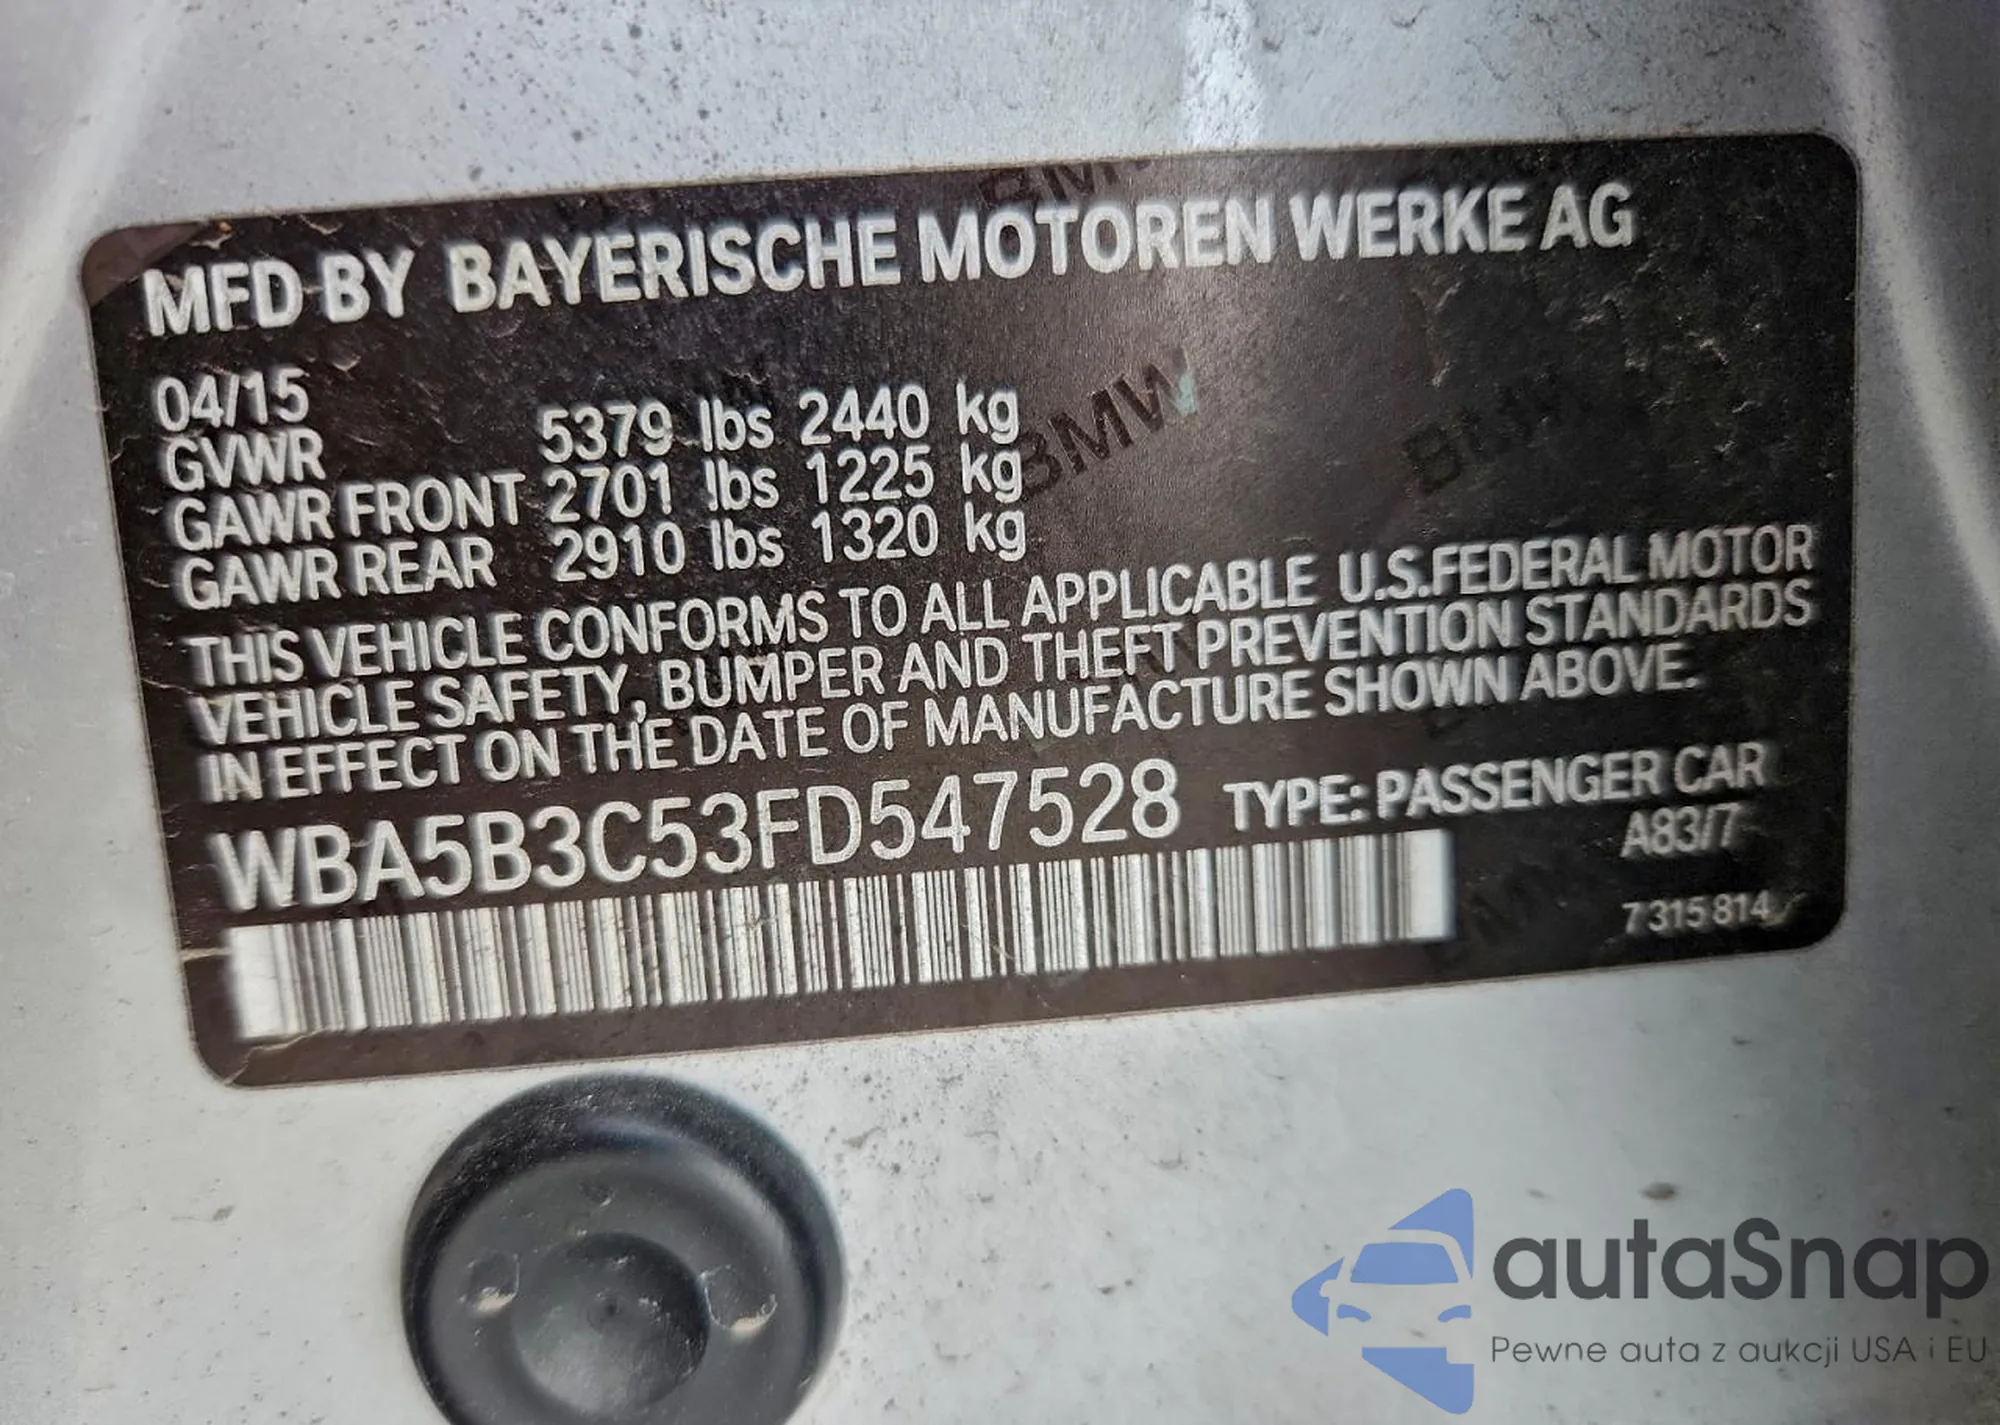 MFD BY BAYERISCHE MOTOREN WERKE AG
04/15
GVWR 5379 lbs 2440 kg
GAWR FRONT 2701 lbs 1225 kg
GAWR REAR 2910 lbs 1320 kg
THIS VEHICLE CONFORMS TO ALL APPLICABLE U.S.FEDERAL MOTOR
VEHICLE SAFETY, BUMPER AND THEFT PREVENTION STANDARDS
IN EFFECT ON THE DATE OF MANUFACTURE SHOWN ABOVE.
WBA5B3C53FD547528 TYPE: PASSENGER CAR
A83/7
7 315 814
BMW
BMW
BMW
autaSnap
Pewne auta z aukcji USA i EU